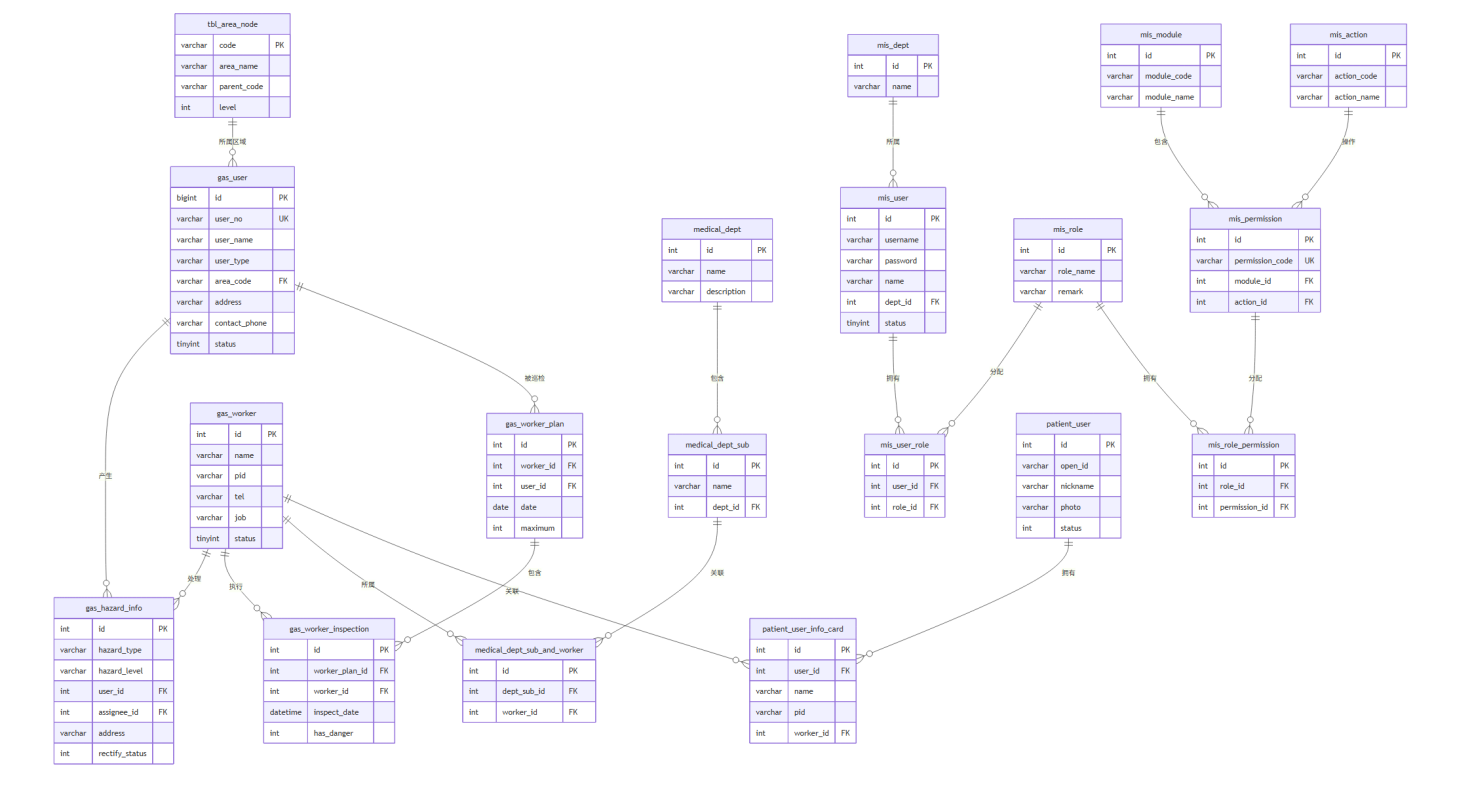 tbl_area_node
varchar code PK
varchar area_name
varchar parent_code
int level
所属区域
gas_user
bigint id PK
varchar user_no UK
varchar user_name
varchar user_type
varchar area_code FK
varchar address
varchar contact_phone
tinyint status
mis_dept
int id PK
varchar name
所属
mis_module
int id PK
varchar module_code
varchar module_name
包含
mis_action
int id PK
varchar action_code
varchar action_name
操作
medical_dept
int id PK
varchar name
varchar description
包含
mis_user
int id PK
varchar username
varchar password
varchar name
int dept_id FK
tinyint status
拥有
mis_role
int id PK
varchar role_name
varchar remark
分配
拥有
mis_permission
int id PK
varchar permission_code UK
int module_id FK
int action_id FK
分配
被巡检
产生
gas_worker
int id PK
varchar name
varchar pid
varchar tel
varchar job
tinyint status
处理
执行
所属
关联
gas_worker_plan
int id PK
int worker_id FK
int user_id FK
date date
int maximum
包含
medical_dept_sub
int id PK
varchar name
int dept_id FK
关联
mis_user_role
int id PK
int user_id FK
int role_id FK
patient_user
int id PK
varchar open_id
varchar nickname
varchar photo
int status
拥有
mis_role_permission
int id PK
int role_id FK
int permission_id FK
gas_hazard_info
int id PK
varchar hazard_type
varchar hazard_level
int user_id FK
int assignee_id FK
varchar address
int rectify_status
gas_worker_inspection
int id PK
int worker_plan_id FK
int worker_id FK
datetime inspect_date
int has_danger
medical_dept_sub_and_worker
int id PK
int dept_sub_id FK
int worker_id FK
patient_user_info_card
int id PK
int user_id FK
varchar name
varchar pid
int worker_id FK